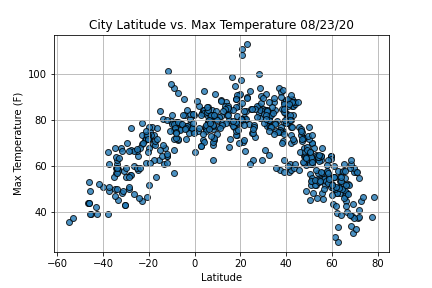 City Latitude vs. Max Temperature 08/23/20
Max Temperature (F)
100
80
60
40
−60 −40 −20 0 20 40 60 80
Latitude